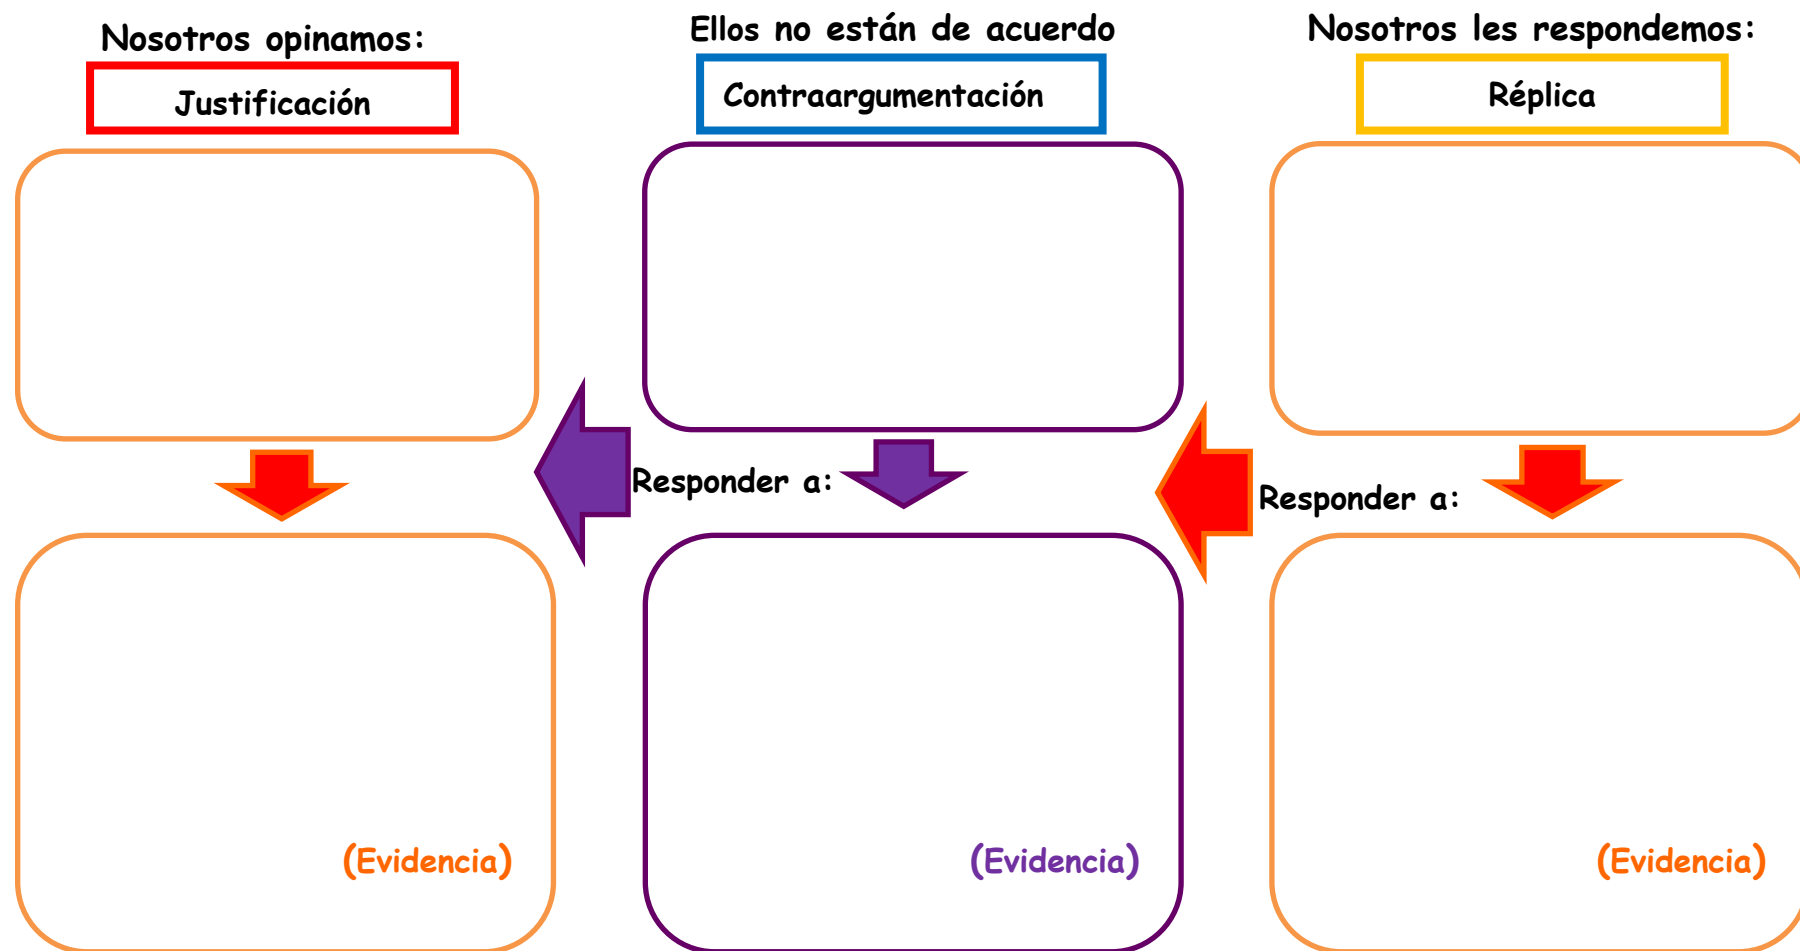 Nosotros opinamos:
Justificación
Ellos no están de acuerdo
Contraargumentación
Nosotros les respondemos:
Réplica
Responder a:
Responder a:
(Evidencia)
(Evidencia)
(Evidencia)